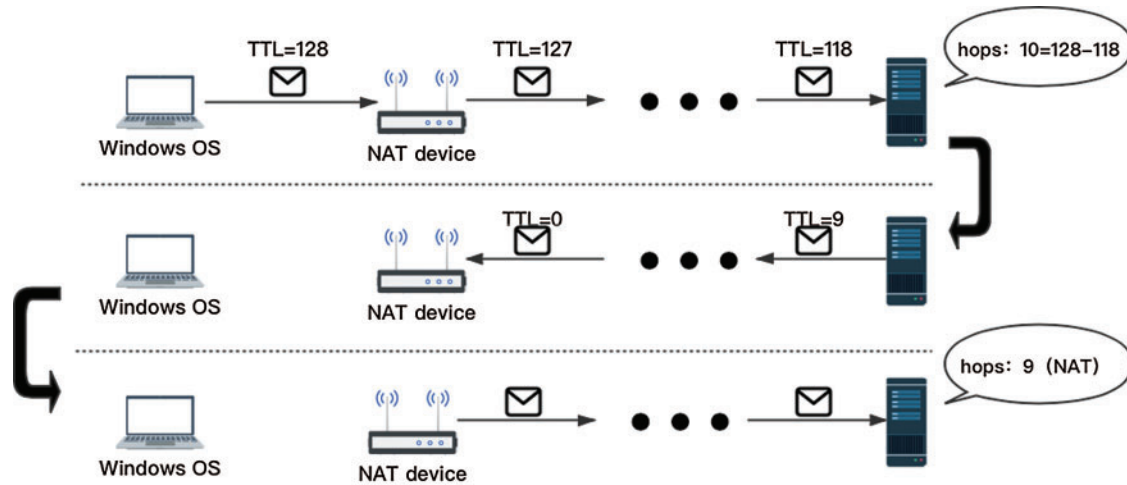 TTL=128
TTL=127
TTL=118
hops: 10=128-118
Windows OS
NAT device
TTL=0
TTL=9
Windows OS
NAT device
hops: 9 (NAT)
Windows OS
NAT device